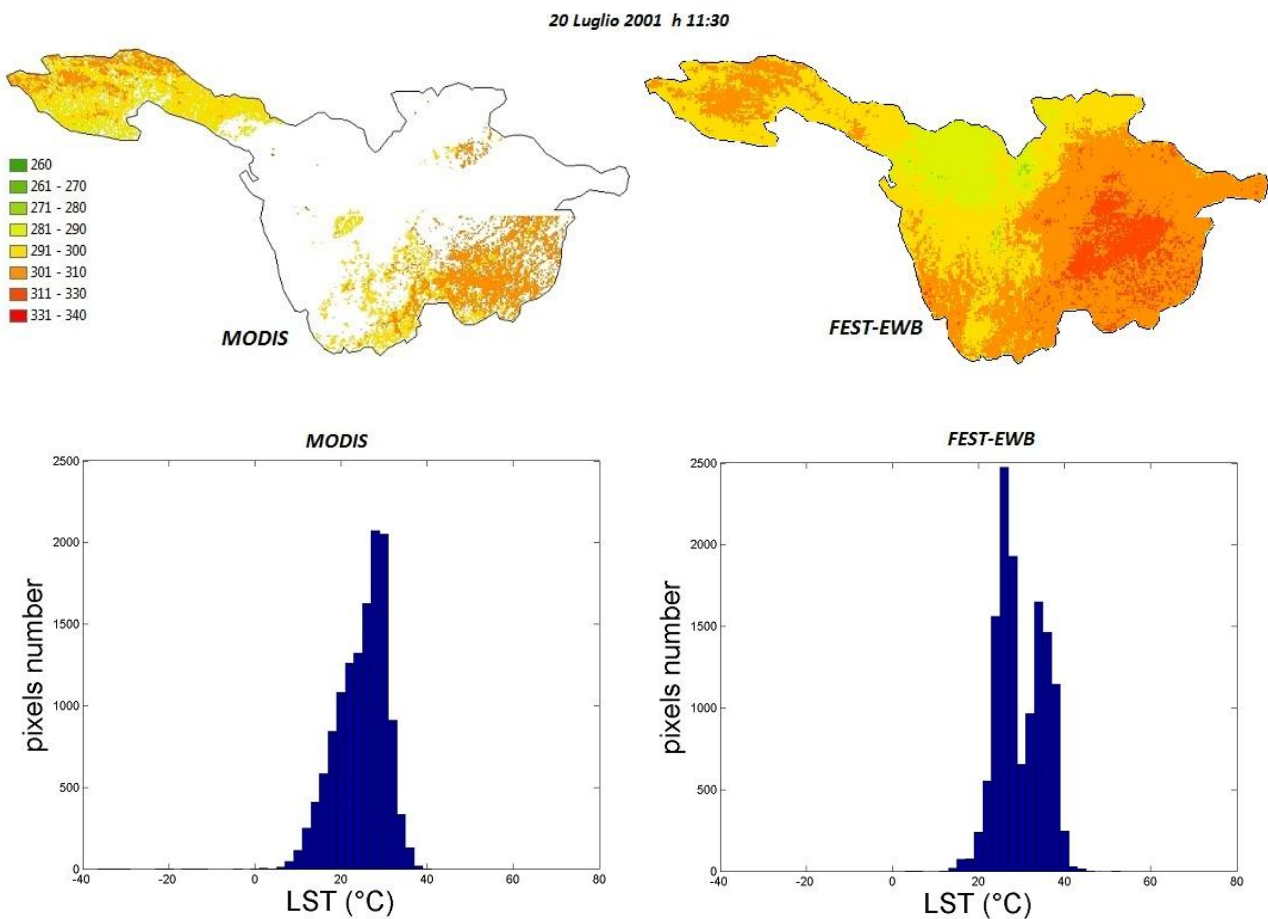 20 Luglio 2001 h 11:30
260
261 - 270
271 - 280
281 - 290
291 - 300
301 - 310
311 - 330
331 - 340
MODIS
FEST-EWB
MODIS
2500
2000
1500
1000
500
0
-40
-20
0
20
40
60
80
pixels number
LST (°C)
FEST-EWB
2500
2000
1500
1000
500
0
-40
-20
0
20
40
60
80
pixels number
LST (°C)